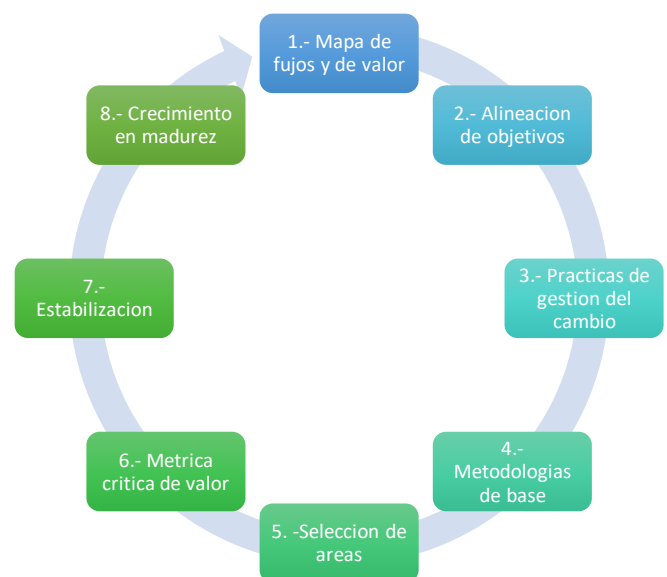 1.- Mapa de
fujos y de valor
2.- Alineacion
de objetivos
3.- Practicas de
gestion del
cambio
4.-
Metodologias
de base
5. -Seleccion de
areas
6.- Metrica
critica de valor
7.-
Estabilizacion
8.- Crecimiento
en madurez